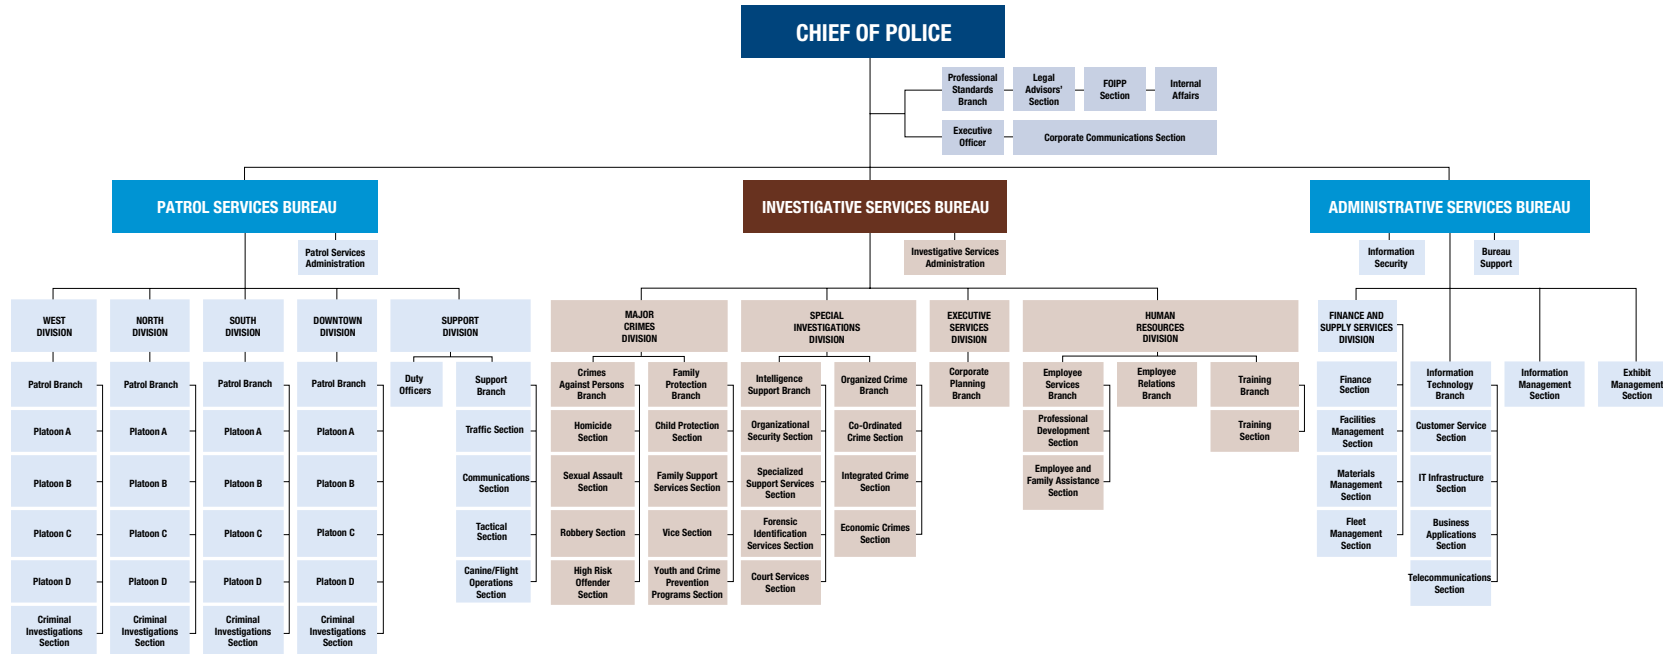 CHIEF OF POLICE
Professional
Standards
Branch
Legal
Advisors'
Section
FOIPP
Section
Internal
Affairs
Executive
Officer
Corporate Communications Section
PATROL SERVICES BUREAU
INVESTIGATIVE SERVICES BUREAU
ADMINISTRATIVE SERVICES BUREAU
Patrol Services
Administration
Investigative Services
Administration
Information
Security
Bureau
Support
WEST
DIVISION
NORTH
DIVISION
SOUTH
DIVISION
DOWNTOWN
DIVISION
SUPPORT
DIVISION
MAJOR
CRIMES
DIVISION
SPECIAL
INVESTIGATIONS
DIVISION
EXECUTIVE
SERVICES
DIVISION
HUMAN
RESOURCES
DIVISION
FINANCE AND
SUPPLY SERVICES
DIVISION
Patrol Branch
Platoon A
Platoon B
Platoon C
Platoon D
Criminal
Investigations
Section
Patrol Branch
Platoon A
Platoon B
Platoon C
Platoon D
Criminal
Investigations
Section
Patrol Branch
Platoon A
Platoon B
Platoon C
Platoon D
Criminal
Investigations
Section
Patrol Branch
Platoon A
Platoon B
Platoon C
Platoon D
Criminal
Investigations
Section
Duty
Officers
Support
Branch
Traffic Section
Communications
Section
Tactical
Section
Canine/Flight
Operations
Section
Crimes
Against Persons
Branch
Homicide
Section
Sexual Assault
Section
Robbery Section
High Risk
Offender
Section
Family
Protection
Branch
Child Protection
Section
Family Support
Services Section
Vice Section
Youth and Crime
Prevention
Programs Section
Intelligence
Support Branch
Organizational
Security Section
Specialized
Support Services
Section
Forensic
Identification
Services Section
Court Services
Section
Organized Crime
Branch
Co-Ordinated
Crime Section
Integrated Crime
Section
Economic Crimes
Section
Corporate
Planning
Branch
Employee
Services
Branch
Professional
Development
Section
Employee and
Family Assistance
Section
Employee
Relations
Branch
Training
Branch
Training
Section
Finance
Section
Facilities
Management
Section
Materials
Management
Section
Fleet
Management
Section
Information
Technology
Branch
Customer Service
Section
IT Infrastructure
Section
Business
Applications
Section
Telecommunications
Section
Information
Management
Section
Exhibit
Management
Section